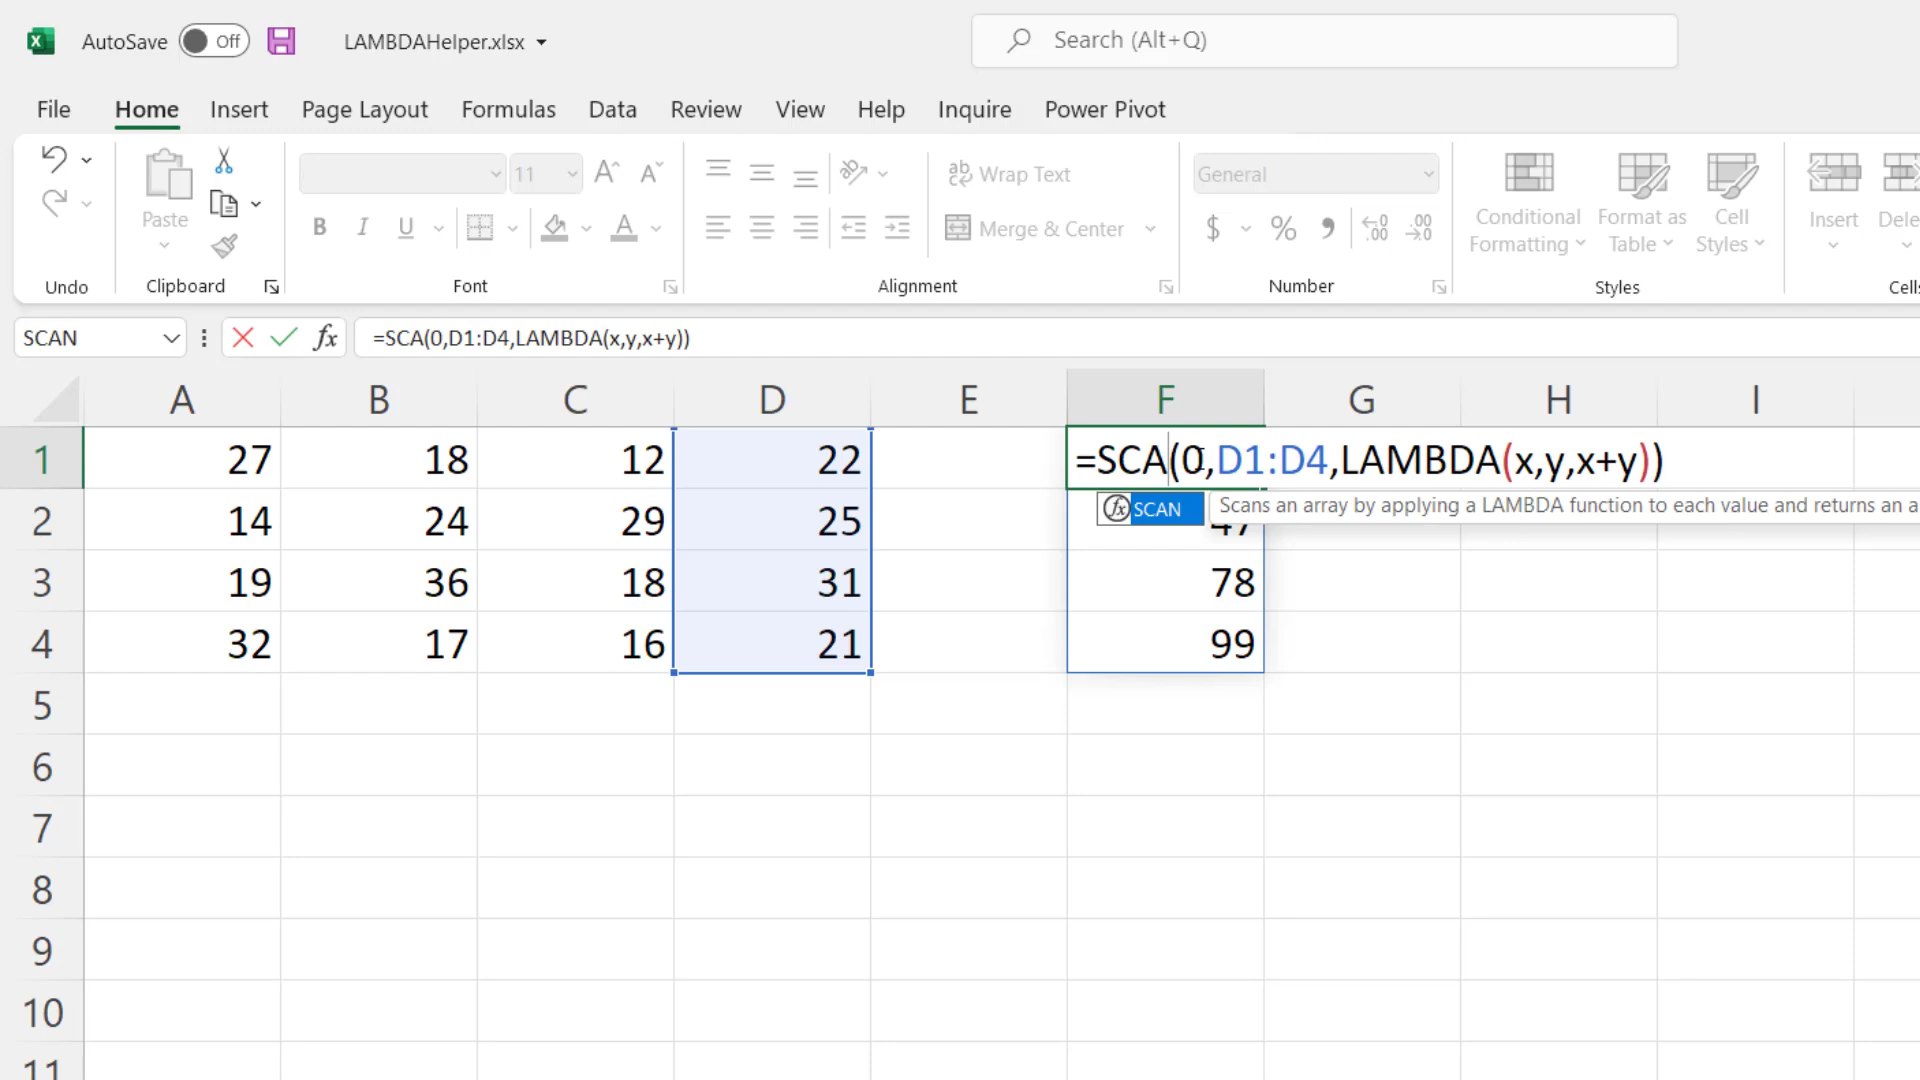 AutoSave Off LAMBDAHelper.xlsx Search (Alt+Q)
File Home Insert Page Layout Formulas Data Review View Help Inquire Power Pivot
Paste
11
B I U
ab Wrap Text
Merge & Center
General
$ % ,
Conditional Formatting
Format as Table
Cell Styles
Insert
Dele
Undo Clipboard Font Alignment Number Styles Cells
SCAN fx =SCA(0,D1:D4,LAMBDA(x,y,x+y))
A B C D E F G H I
1 27 18 12 22 =SCA(0,D1:D4,LAMBDA(x,y,x+y))
fx SCAN Scans an array by applying a LAMBDA function to each value and returns an a
2 14 24 29 25 47
3 19 36 18 31 78
4 32 17 16 21 99
5
6
7
8
9
10
11